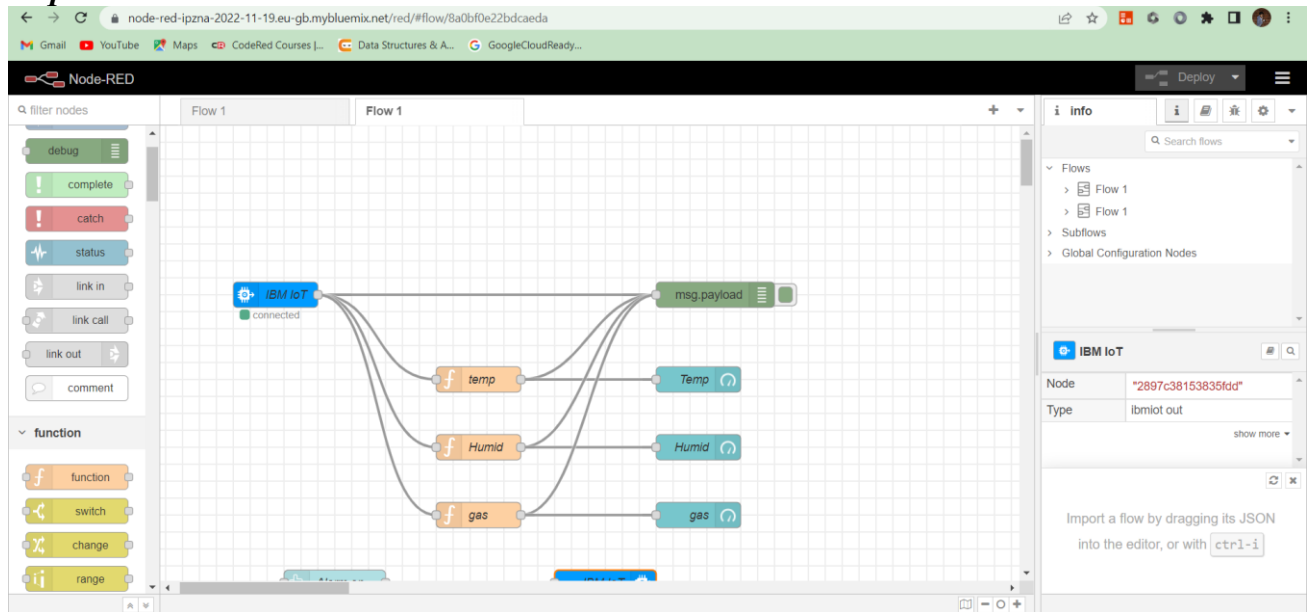 node-red-ipzna-2022-11-19.eu-gb.mybluemix.net/red/#flow/8a0bf0e22bdcaeda
Gmail YouTube Maps CodeRed Courses |... Data Structures & A... GoogleCloudReady...
Node-RED Deploy
filter nodes
Flow 1 Flow 1
info
Search flows
debug
complete
catch
status
link in
link call
link out
comment
function
function
switch
change
range
IBM IoT
connected
msg.payload
temp
Temp
Humid
Humid
gas
gas
Flows
Flow 1
Flow 1
Subflows
Global Configuration Nodes
IBM IoT
Node "2897c38153835fdd"
Type ibmiot out
show more
Import a flow by dragging its JSON
into the editor, or with ctrl-i